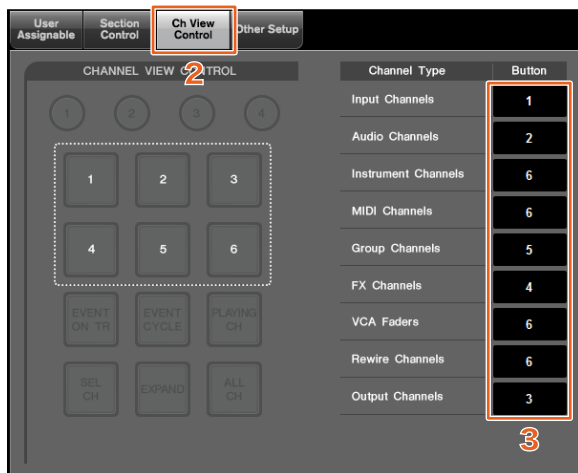 User Assignable
Section Control
Ch View Control
Other Setup
2
CHANNEL VIEW CONTROL
1 2 3 4
1 2 3
4 5 6
EVENT ON TR
EVENT CYCLE
PLAYING CH
SEL CH
EXPAND
ALL CH
Channel Type Button
Input Channels 1
Audio Channels 2
Instrument Channels 6
MIDI Channels 6
Group Channels 5
FX Channels 4
VCA Faders 6
Rewire Channels 6
Output Channels 3
3